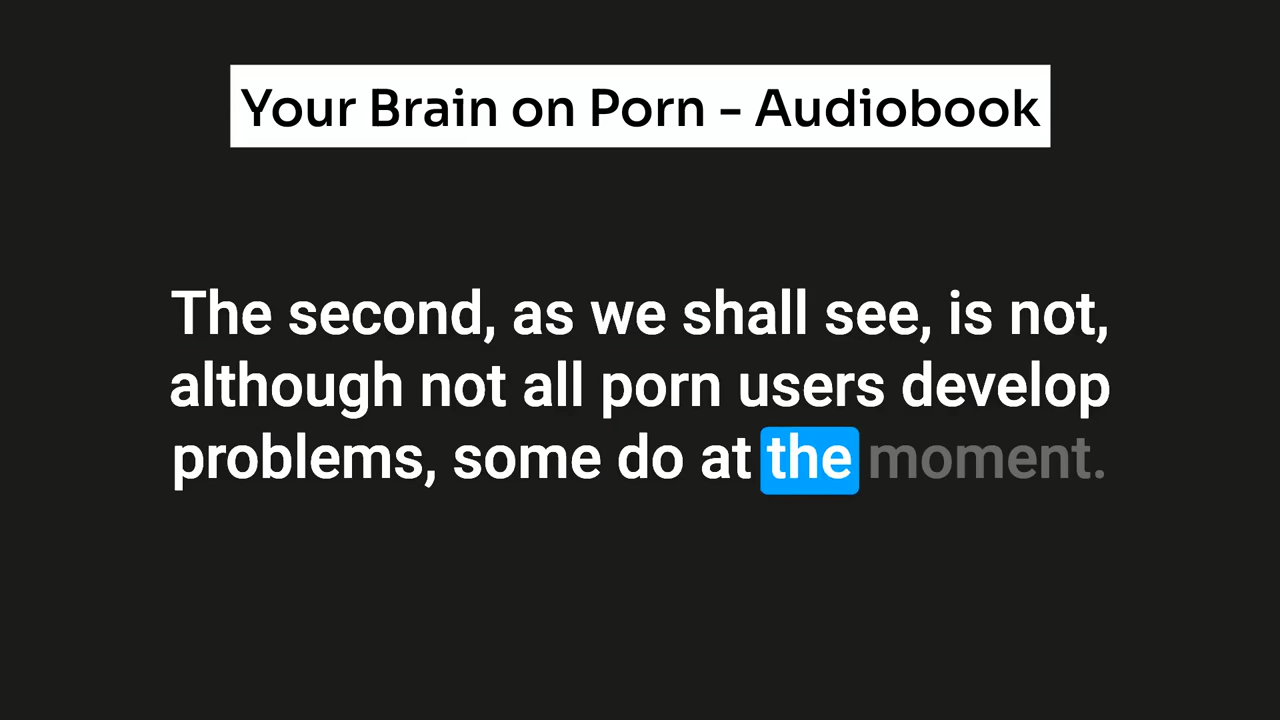 Your Brain on Porn - Audiobook
The second, as we shall see, is not,
although not all porn users develop
problems, some do at the moment.